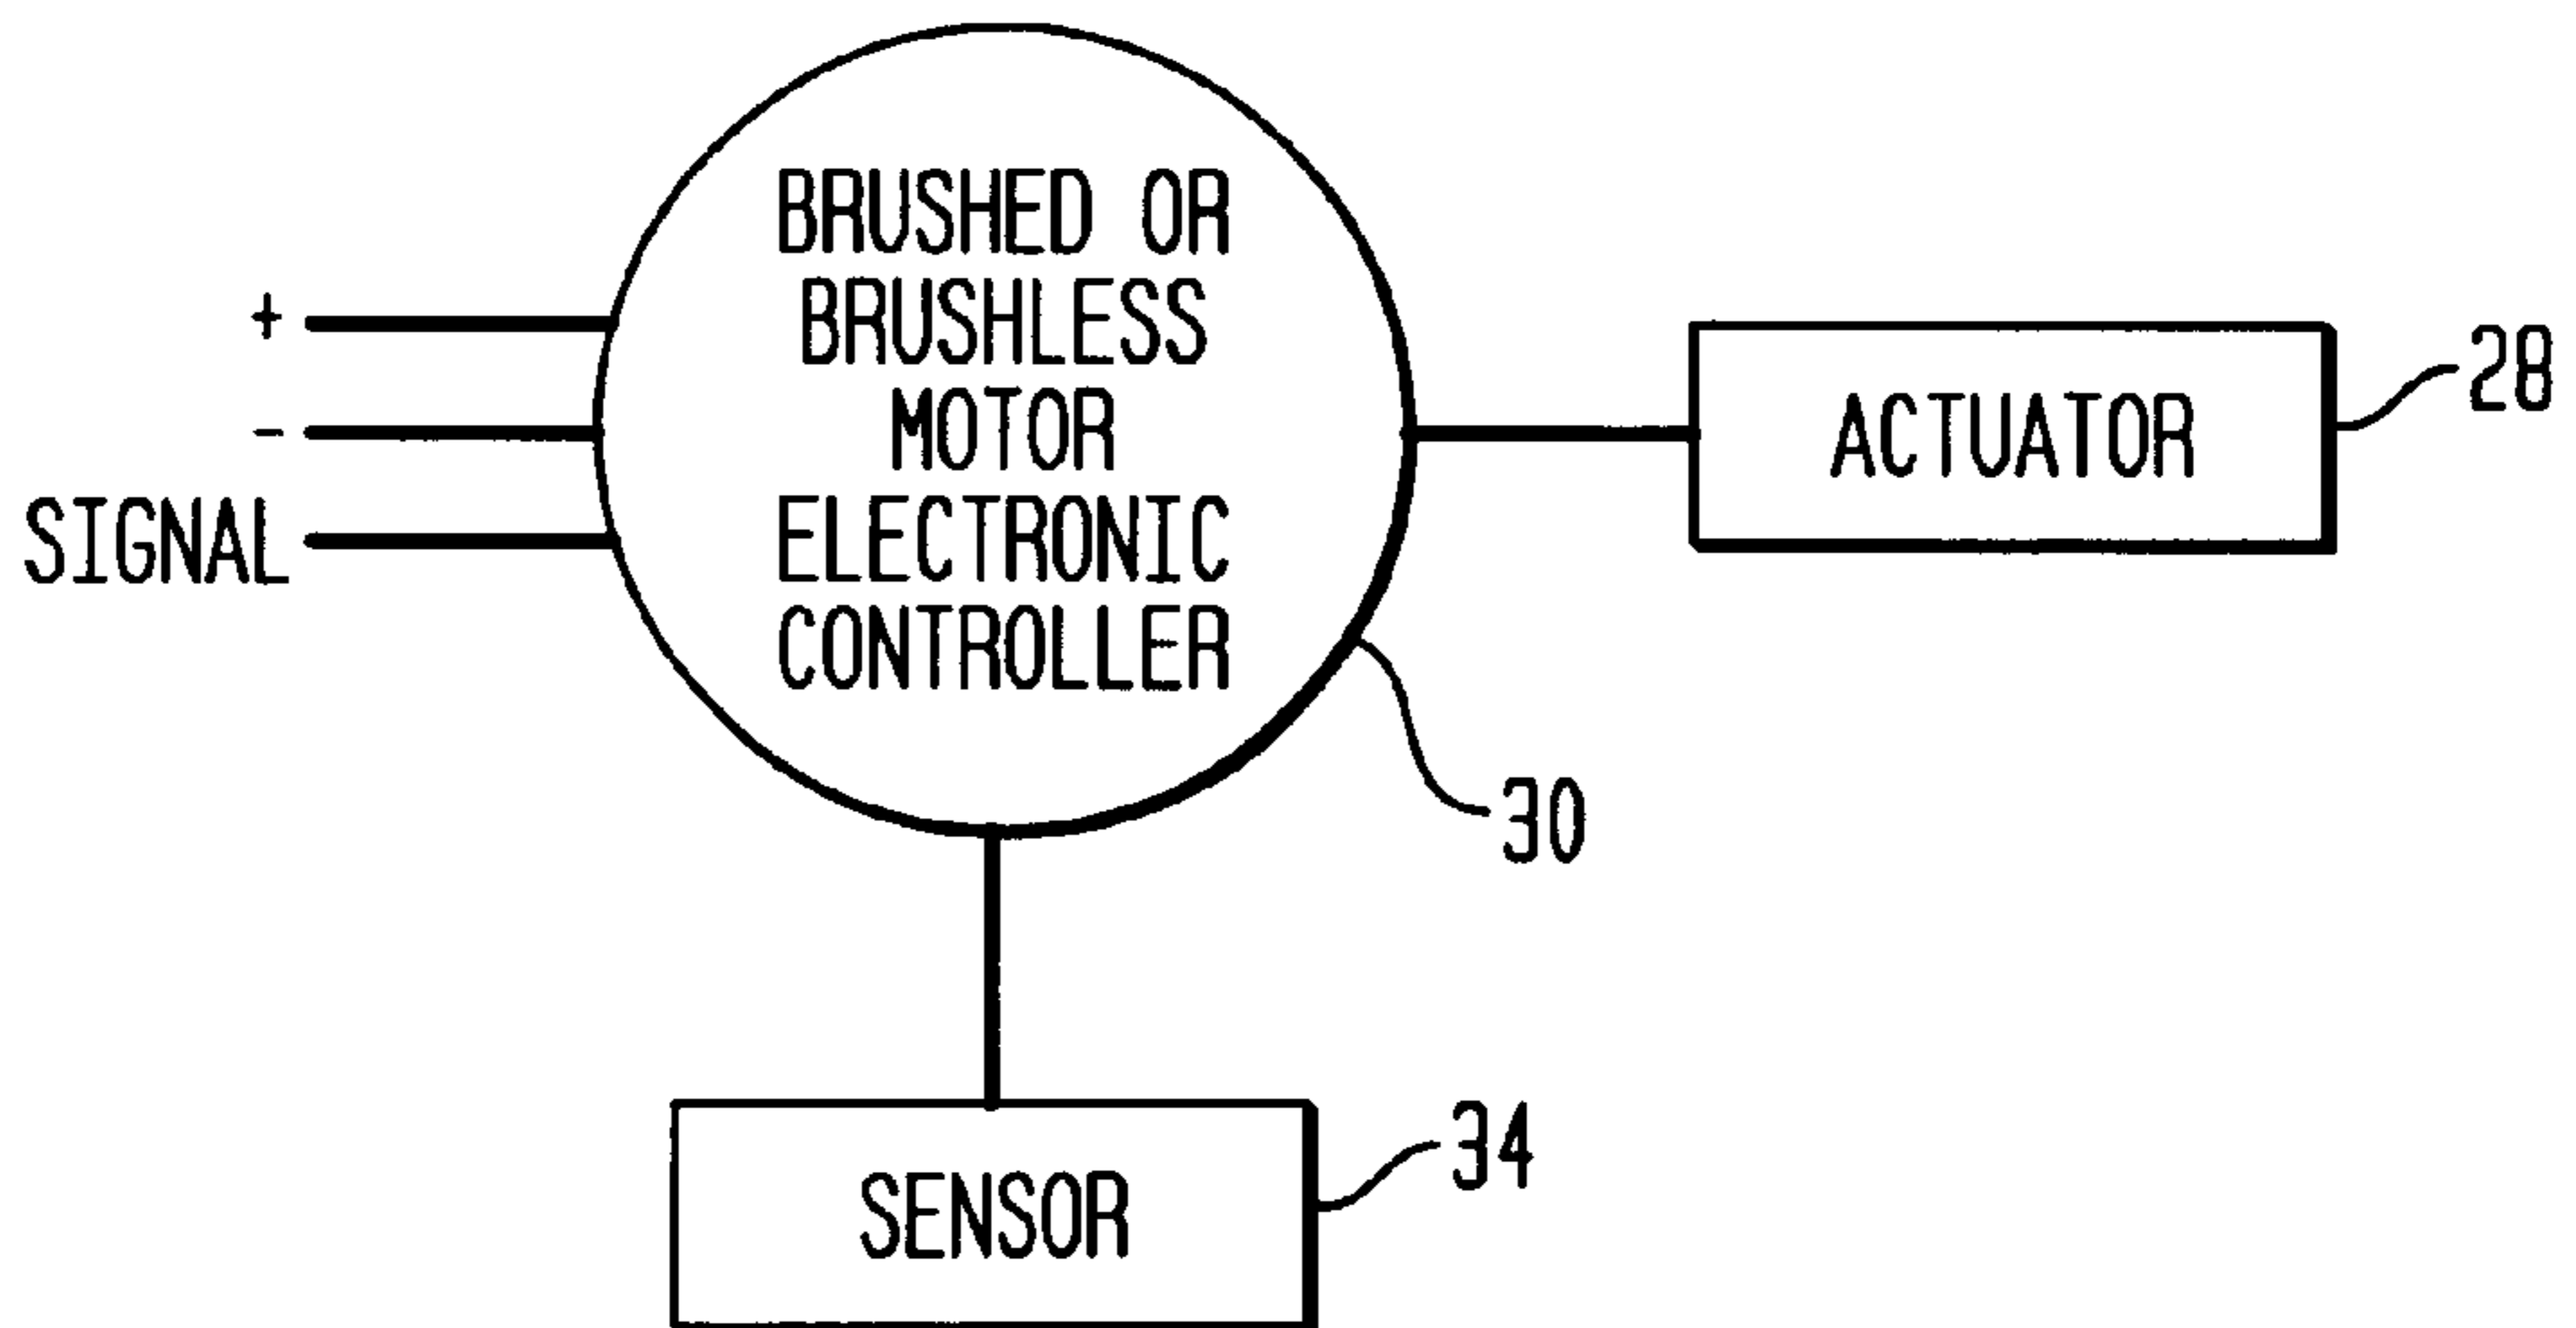 BRUSHED OR
BRUSHLESS
MOTOR
ELECTRONIC
CONTROLLER
+
-
SIGNAL
ACTUATOR
28
30
SENSOR
34